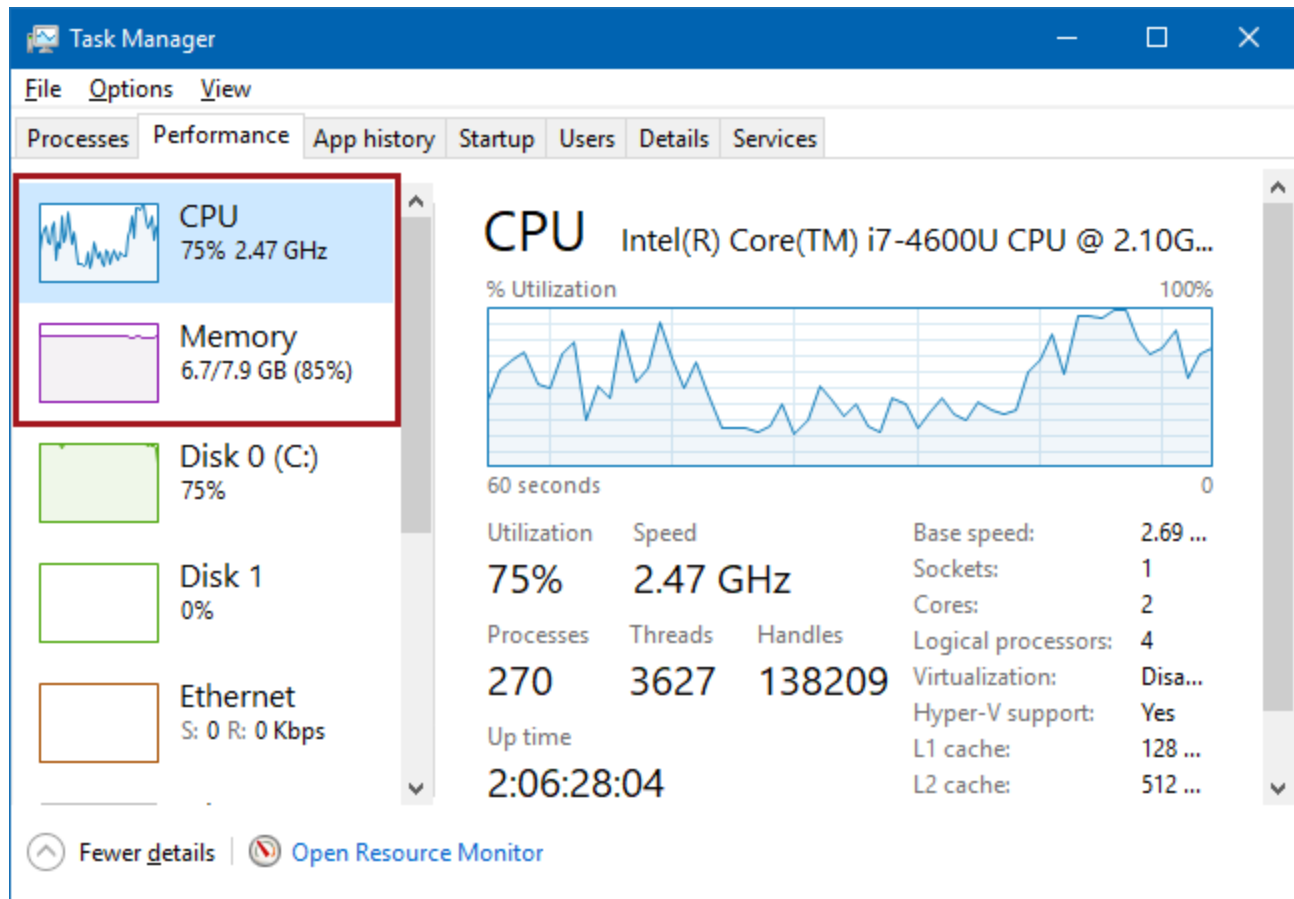 Task Manager
File Options View
Processes Performance App history Startup Users Details Services
CPU
75% 2.47 GHz
Memory
6.7/7.9 GB (85%)
Disk 0 (C:)
75%
Disk 1
0%
Ethernet
S: 0 R: 0 Kbps
CPU Intel(R) Core(TM) i7-4600U CPU @ 2.10G...
% Utilization 100%
60 seconds 0
Utilization Speed
75% 2.47 GHz
Processes Threads Handles
270 3627 138209
Up time
2:06:28:04
Base speed: 2.69 ...
Sockets: 1
Cores: 2
Logical processors: 4
Virtualization: Disa...
Hyper-V support: Yes
L1 cache: 128 ...
L2 cache: 512 ...
Fewer details Open Resource Monitor